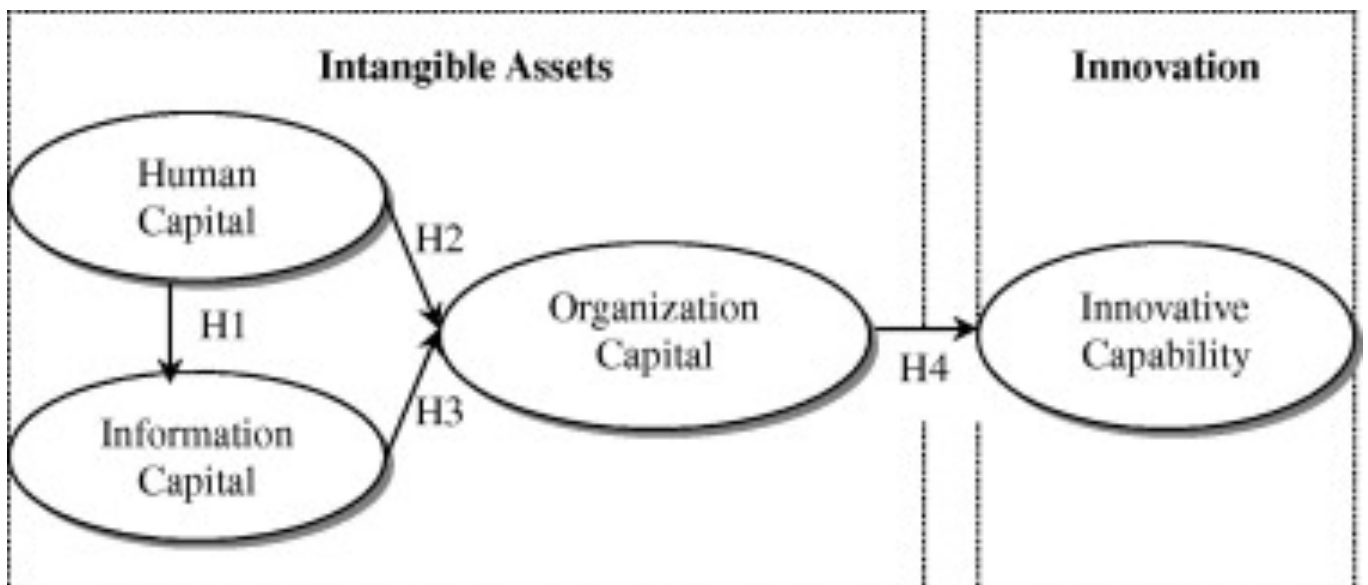 Intangible Assets
Innovation
Human
Capital
H2
H1
Organization
Capital
Innovative
Capability
H4
H3
Information
Capital